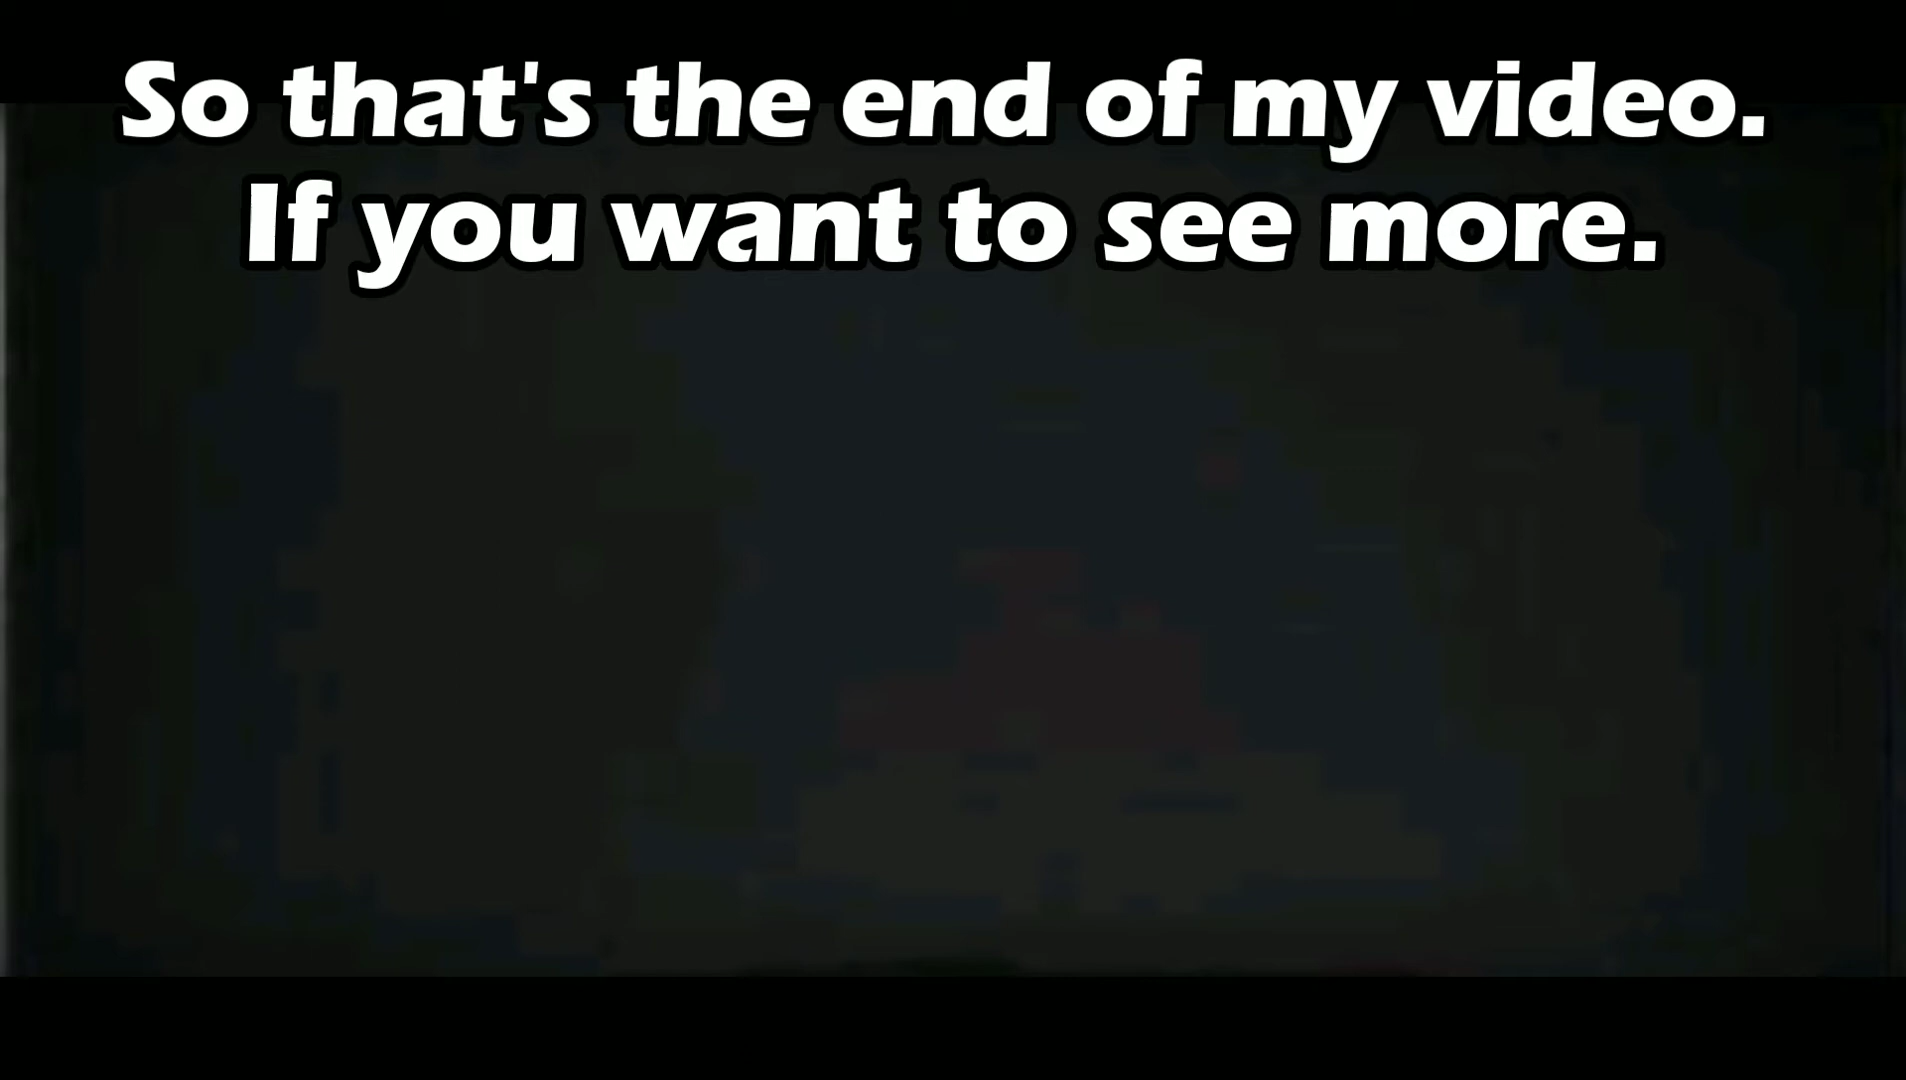 So that's the end of my video.
If you want to see more.